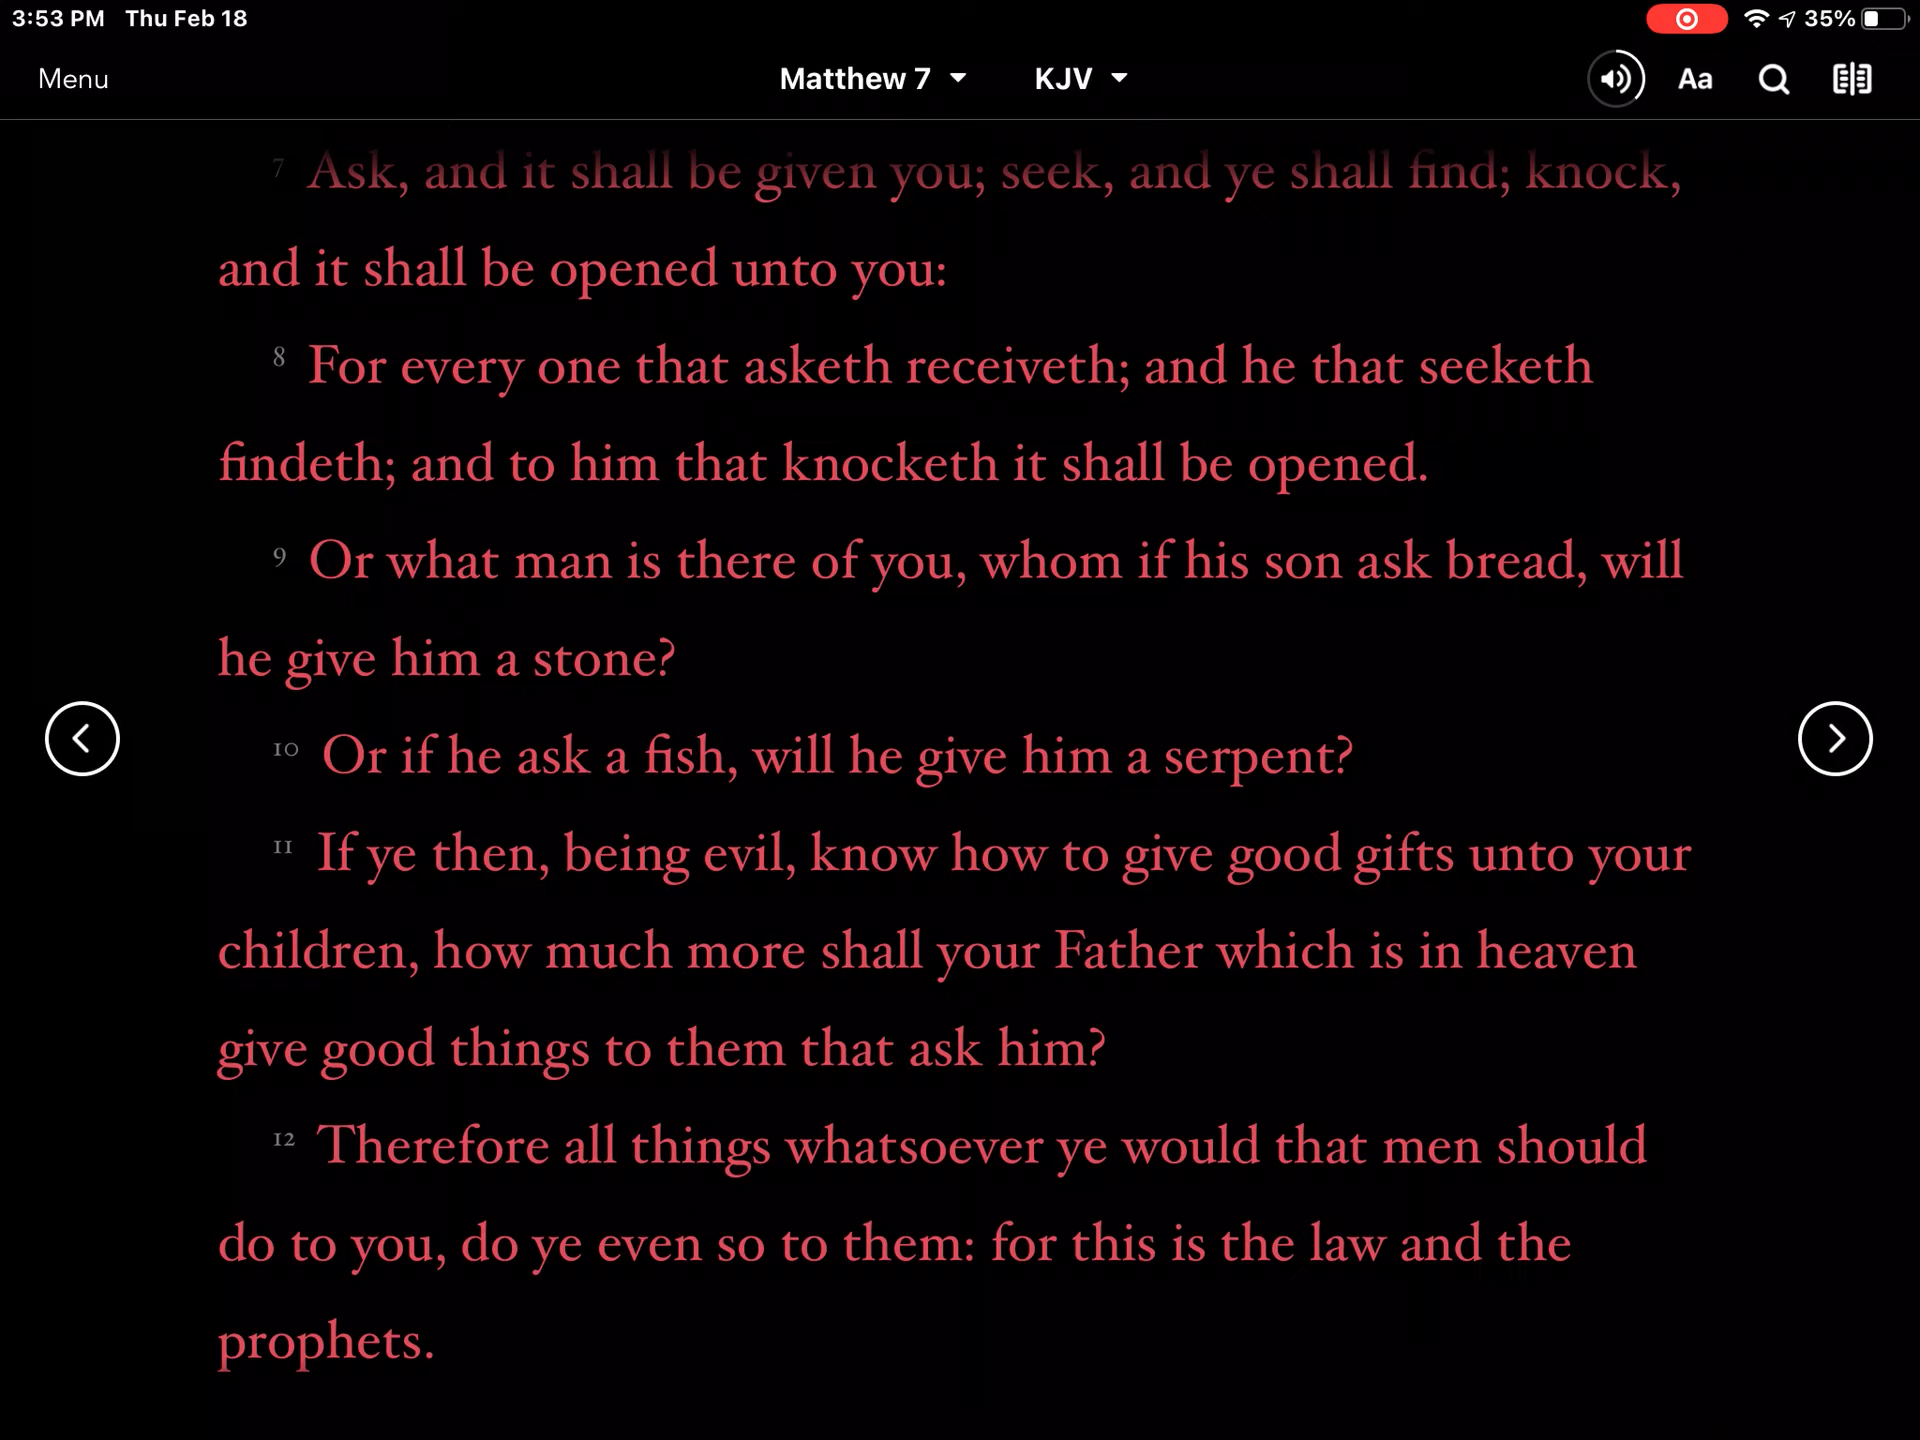 3:53 PM Thu Feb 18 35%
Menu Matthew 7 KJV Aa
7 Ask, and it shall be given you; seek, and ye shall find; knock,
and it shall be opened unto you:
8 For every one that asketh receiveth; and he that seeketh
findeth; and to him that knocketh it shall be opened.
9 Or what man is there of you, whom if his son ask bread, will
he give him a stone?
10 Or if he ask a fish, will he give him a serpent?
11 If ye then, being evil, know how to give good gifts unto your
children, how much more shall your Father which is in heaven
give good things to them that ask him?
12 Therefore all things whatsoever ye would that men should
do to you, do ye even so to them: for this is the law and the
prophets.